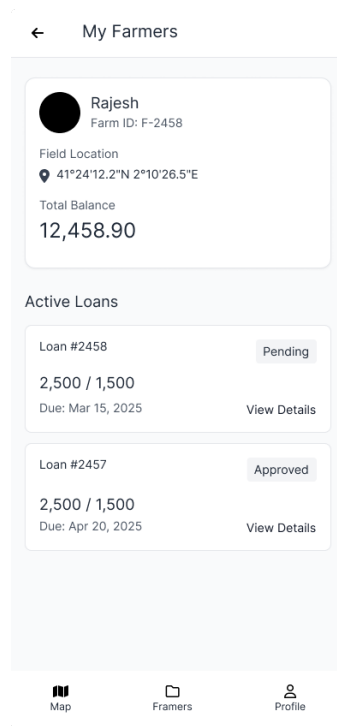 My Farmers
Rajesh
Farm ID: F-2458
Field Location
41°24'12.2"N 2°10'26.5"E
Total Balance
12,458.90
Active Loans
Loan #2458
Pending
2,500 / 1,500
Due: Mar 15, 2025
View Details
Loan #2457
Approved
2,500 / 1,500
Due: Apr 20, 2025
View Details
Map
Framers
Profile